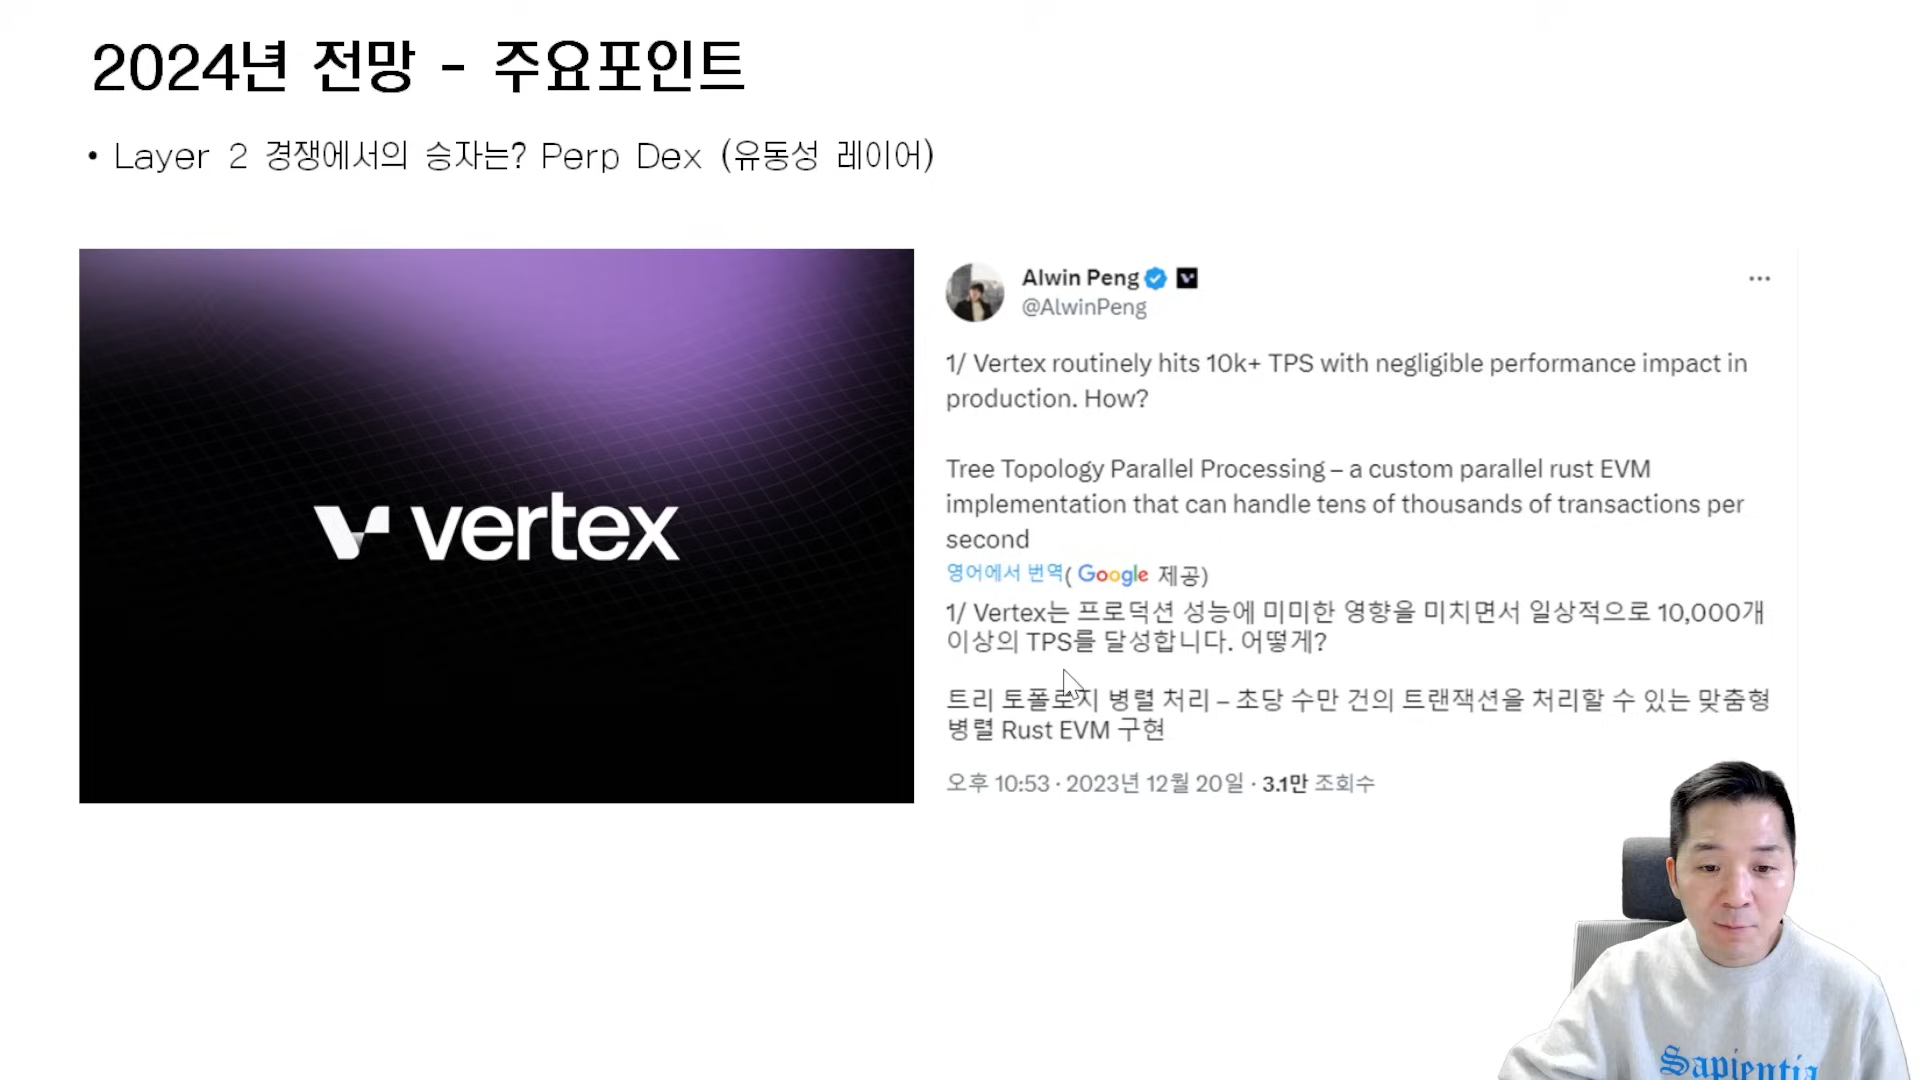 2024년 전망 - 주요포인트
• Layer 2 경쟁에서의 승자는? Perp Dex (유동성 레이어)
vertex
Alwin Peng
@AlwinPeng
1/ Vertex routinely hits 10k+ TPS with negligible performance impact in
production. How?
Tree Topology Parallel Processing – a custom parallel rust EVM
implementation that can handle tens of thousands of transactions per
second
영어에서 번역( Google 제공)
1/ Vertex는 프로덕션 성능에 미미한 영향을 미치면서 일상적으로 10,000개
이상의 TPS를 달성합니다. 어떻게?
트리 토폴로지 병렬 처리 – 초당 수만 건의 트랜잭션을 처리할 수 있는 맞춤형
병렬 Rust EVM 구현
오후 10:53 · 2023년 12월 20일 · 3.1만 조회수
Sapientia